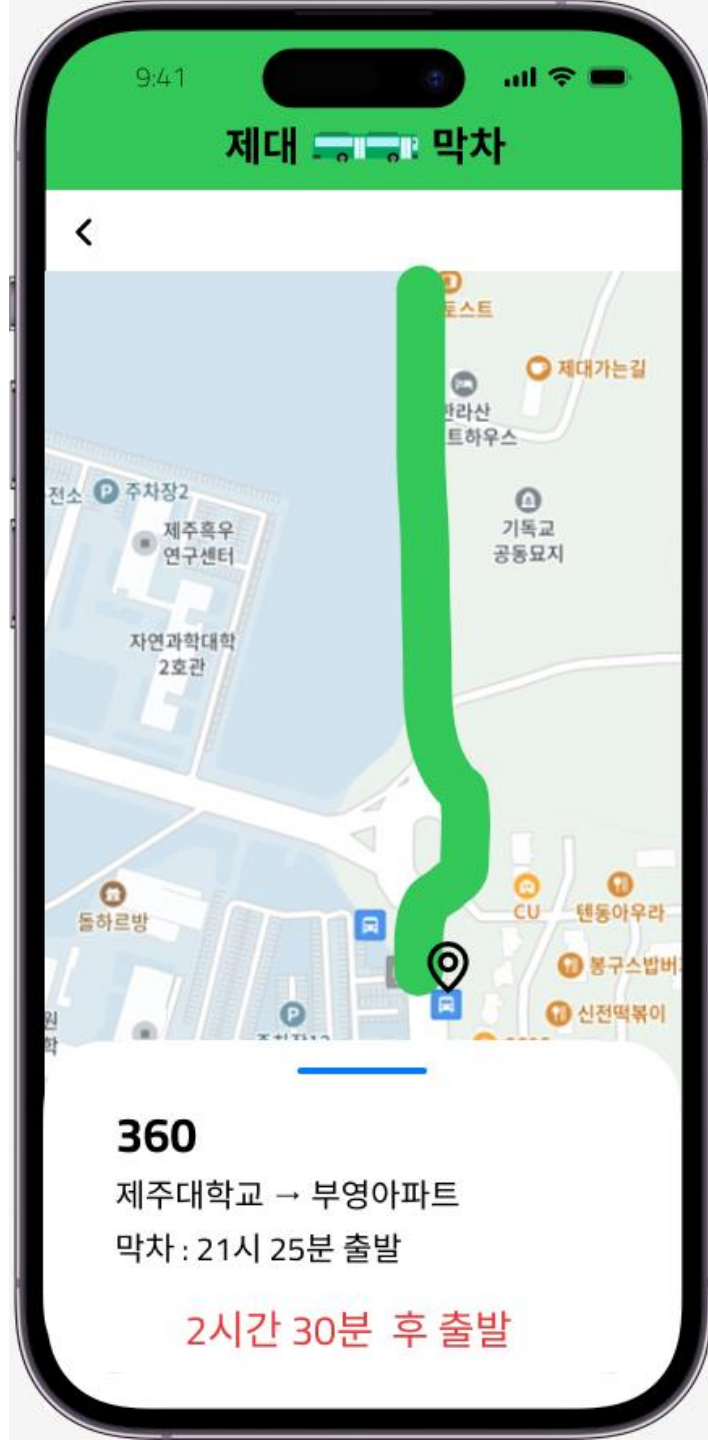 9:41
제대 막차
토스트
제대가는길
한라산
트하우스
전소
P 주차장2
제주흑우
연구센터
기독교
공동묘지
자연과학대학
2호관
돌하르방
CU
텐동아우라
봉구스밥버
신전떡볶이
P
원
학
360
제주대학교 → 부영아파트
막차 : 21시 25분 출발
2시간 30분 후 출발